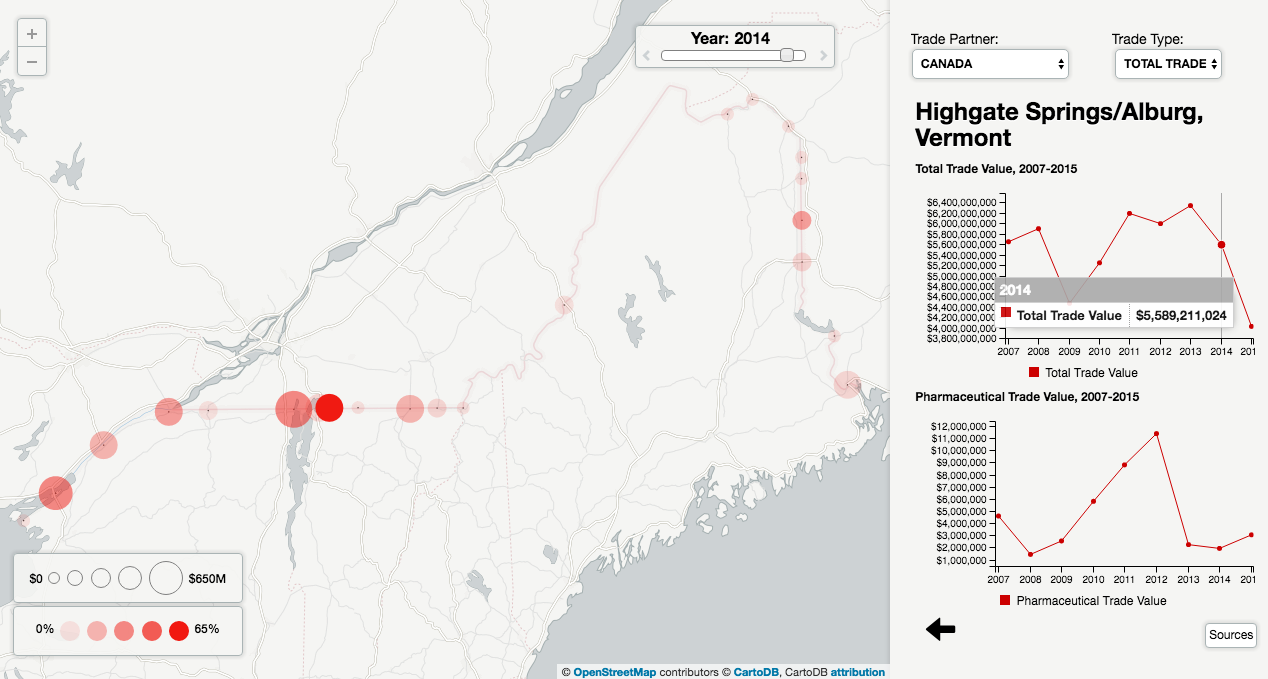 +
−
Year: 2014
$0 $650M
0% 65%
© OpenStreetMap contributors © CartoDB, CartoDB attribution
Trade Partner: Trade Type:
CANADA TOTAL TRADE
Highgate Springs/Alburg,
Vermont
Total Trade Value, 2007-2015
$6,400,000,000
$6,200,000,000
$6,000,000,000
$5,800,000,000
$5,600,000,000
$5,400,000,000
$5,200,000,000
$5,000,000,000
$4,800,000,000
$4,600,000,000
$4,400,000,000
$4,200,000,000
$4,000,000,000
$3,800,000,000
2014
Total Trade Value $5,589,211,024
2007 2008 2009 2010 2011 2012 2013 2014 201
Total Trade Value
Pharmaceutical Trade Value, 2007-2015
$12,000,000
$11,000,000
$10,000,000
$9,000,000
$8,000,000
$7,000,000
$6,000,000
$5,000,000
$4,000,000
$3,000,000
$2,000,000
$1,000,000
2007 2008 2009 2010 2011 2012 2013 2014 201
Pharmaceutical Trade Value
Sources